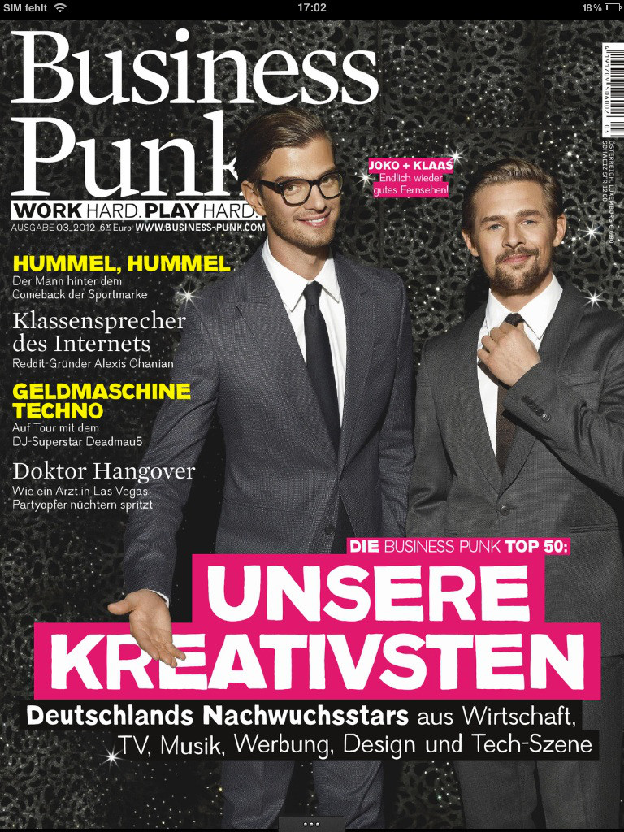 SIM fehlt
17:02
18 %
Business
Punk
WORK HARD. PLAY HARD.
AUSGABE 03_2012 6 Euro WWW.BUSINESS-PUNK.COM
JOKO + KLAAS
Endlich wieder
gutes Fernsehen!
HUMMEL, HUMMEL
Der Mann hinter dem
Comeback der Sportmarke
Klassensprecher
des Internets
Reddit-Gründer Alexis Ohanian
GELDMASCHINE
TECHNO
Auf Tour mit dem
DJ-Superstar Deadmau5
Doktor Hangover
Wie ein Arzt in Las Vegas
Partyopfer nüchtern spritzt
DIE BUSINESS PUNK TOP 50:
UNSERE
KREATIVSTEN
Deutschlands Nachwuchsstars aus Wirtschaft,
TV, Musik, Werbung, Design und Tech-Szene